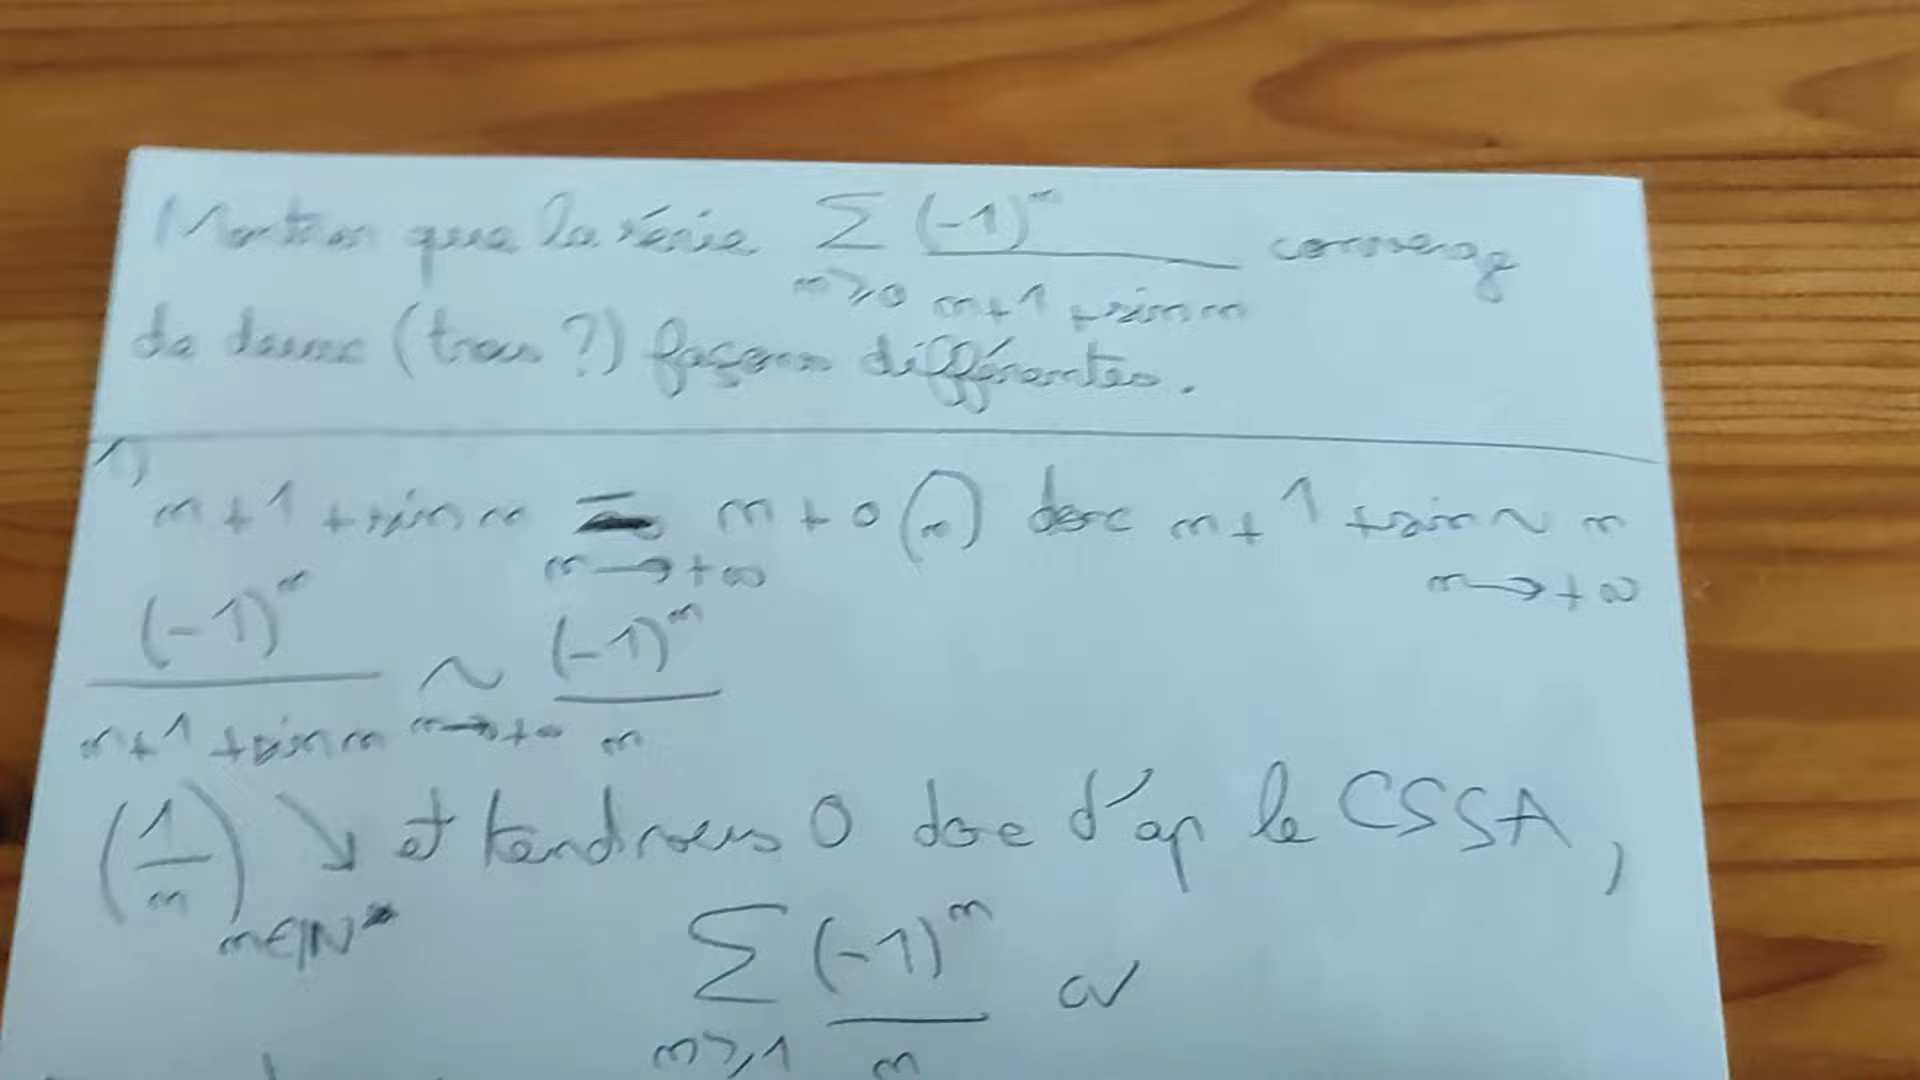 Montrer que la série ∑ (-1)^n / (n+1+sin n) converge
n≥0
de deux (trois ?) façons différentes.
1)
n+1+sin n = n+o(n) donc n+1+sin ~ n
n→+∞ n→+∞
(-1)^n / (n+1+sin n) ~ (-1)^n / n
n→+∞
(1/n) ↘ et tend vers 0 donc d'ap le CSSA,
n∈ℕ*
∑ (-1)^n / n cv
n≥1